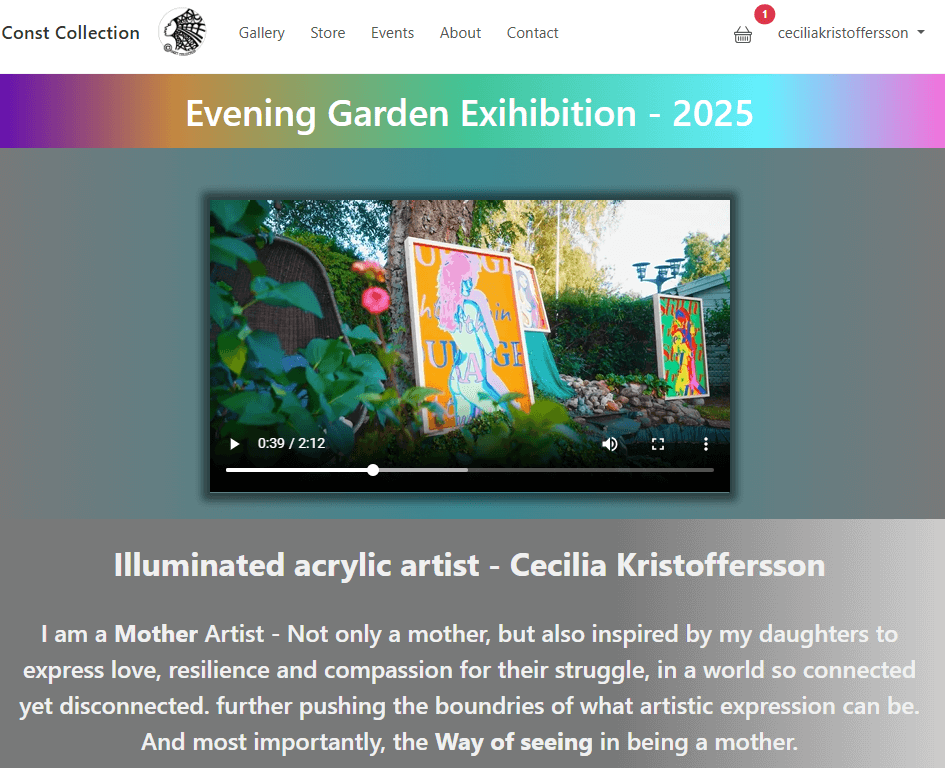 Const Collection
Gallery Store Events About Contact
1
ceciliakristoffersson
Evening Garden Exihibition - 2025
0:39 / 2:12
Illuminated acrylic artist - Cecilia Kristoffersson
I am a Mother Artist - Not only a mother, but also inspired by my daughters to
express love, resilience and compassion for their struggle, in a world so connected
yet disconnected. further pushing the boundries of what artistic expression can be.
And most importantly, the Way of seeing in being a mother.